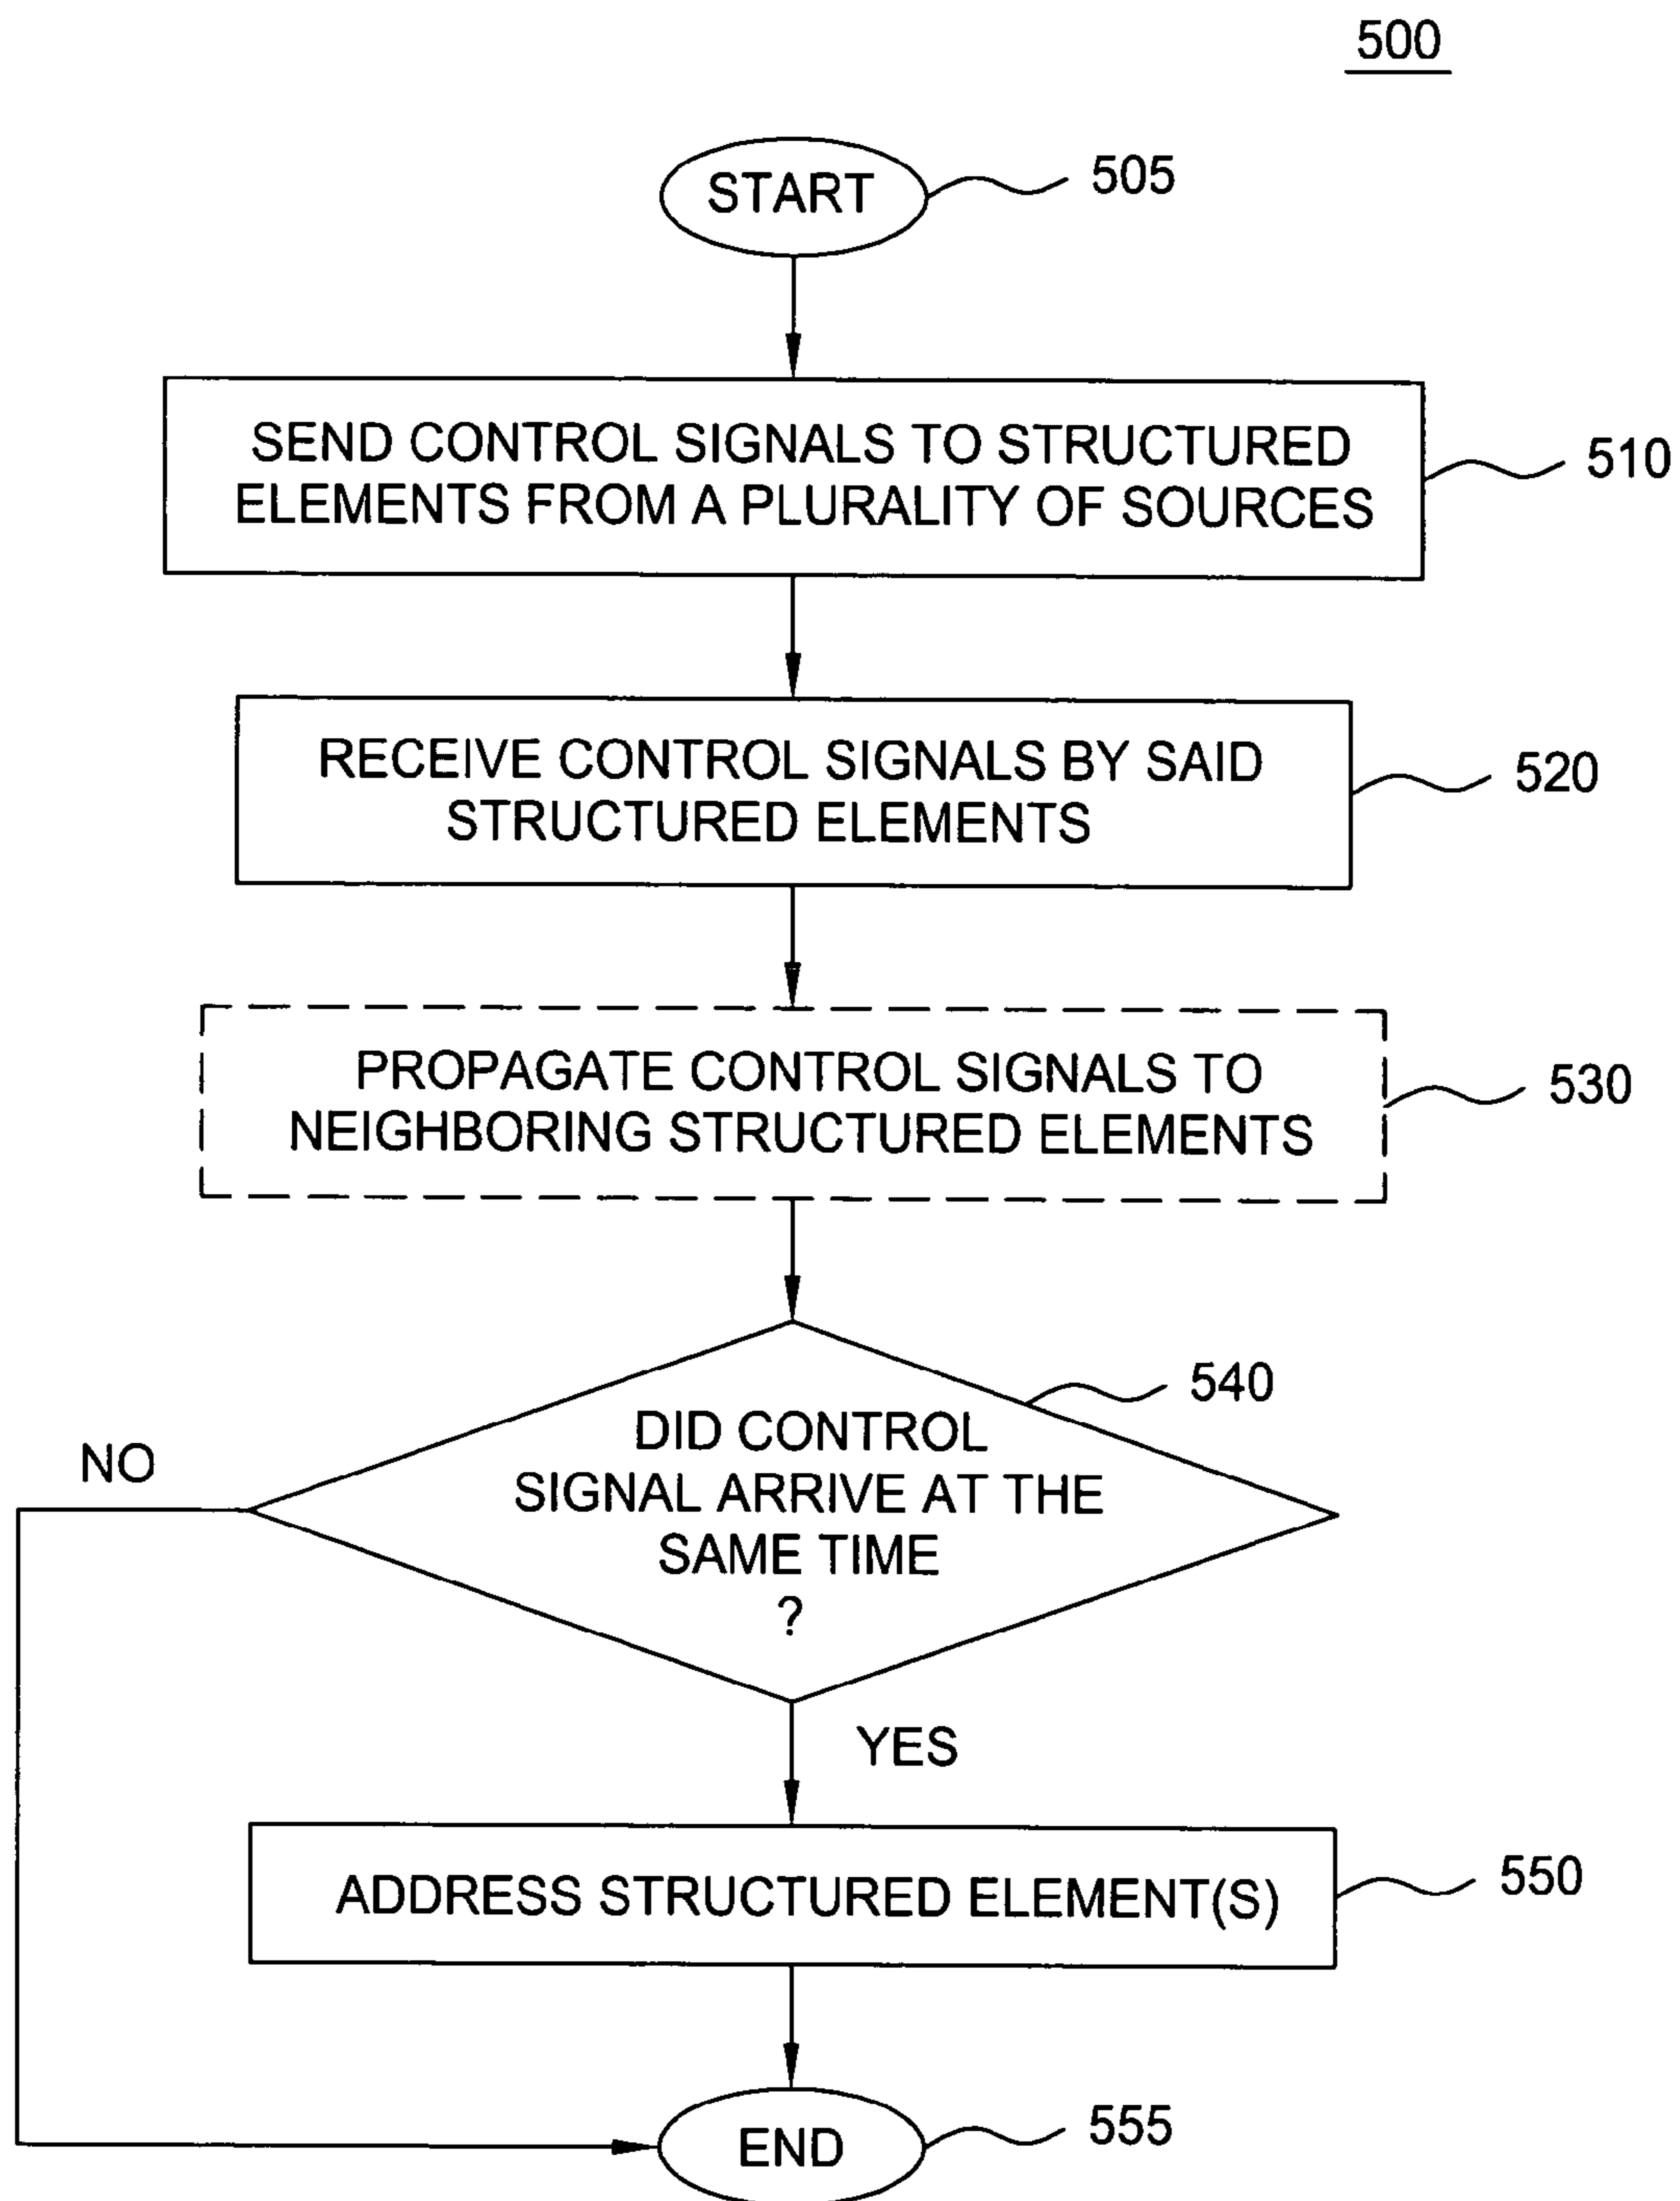 500
START
505
SEND CONTROL SIGNALS TO STRUCTURED
ELEMENTS FROM A PLURALITY OF SOURCES
510
RECEIVE CONTROL SIGNALS BY SAID
STRUCTURED ELEMENTS
520
PROPAGATE CONTROL SIGNALS TO
NEIGHBORING STRUCTURED ELEMENTS
530
540
DID CONTROL
SIGNAL ARRIVE AT THE
SAME TIME
?
NO
YES
ADDRESS STRUCTURED ELEMENT(S)
550
END
555